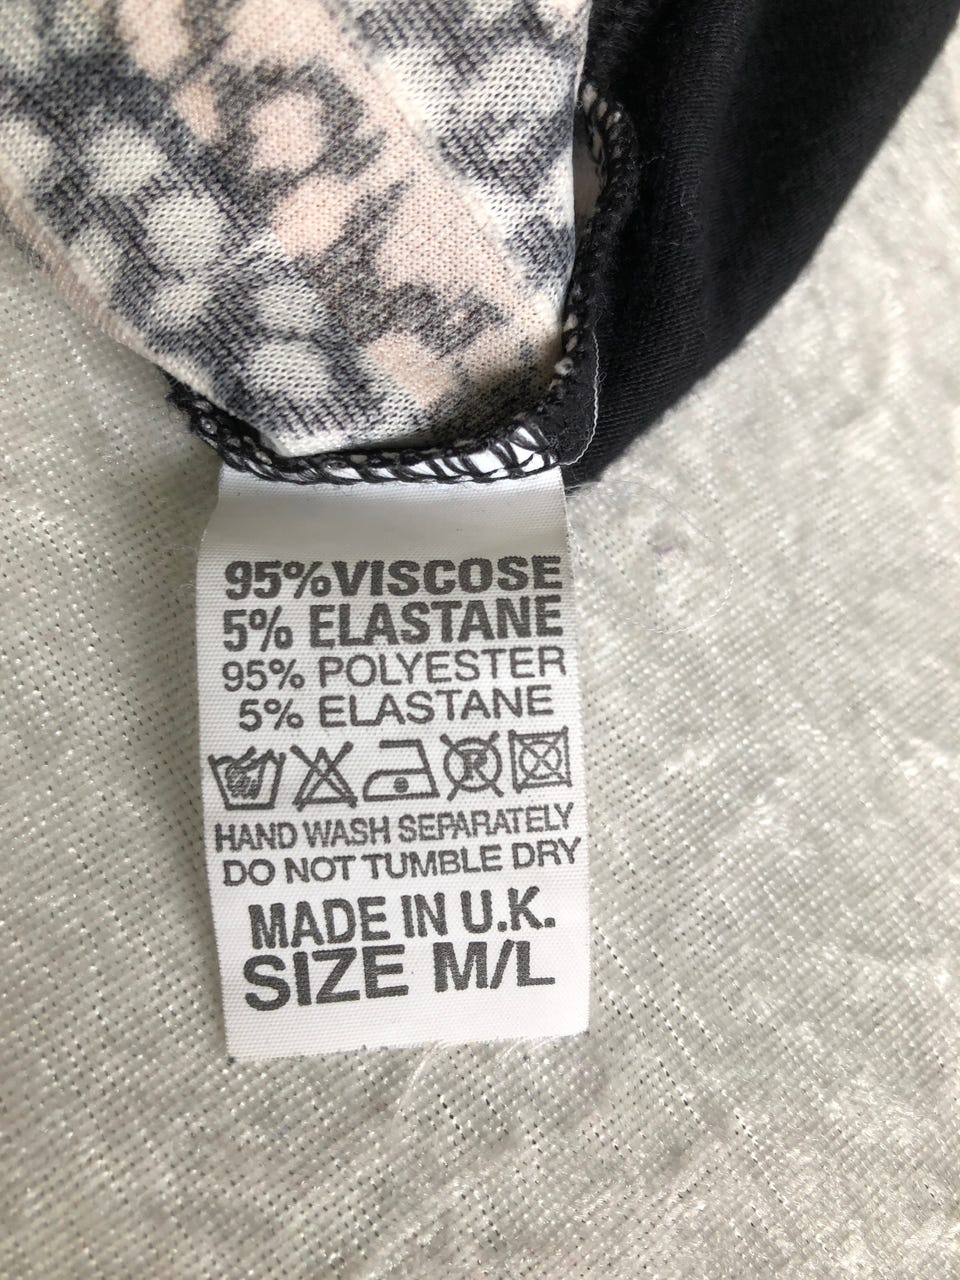 95% VISCOSE
5% ELASTANE
95% POLYESTER
5% ELASTANE
R
HAND WASH SEPARATELY
DO NOT TUMBLE DRY
MADE IN U.K.
SIZE M/L